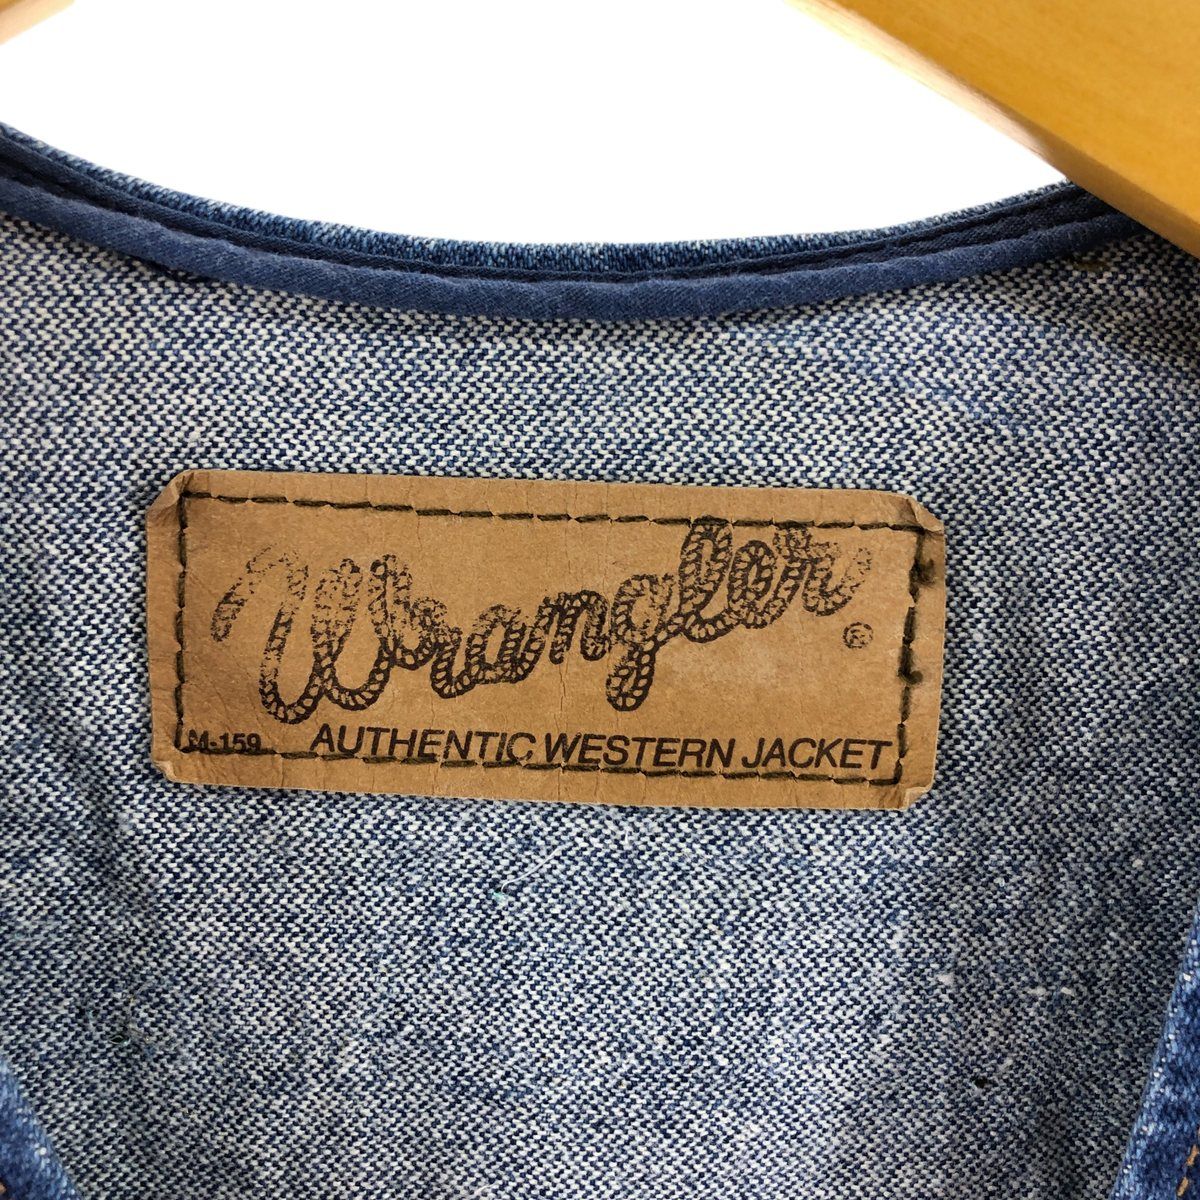 Wrangler®
M-159 AUTHENTIC WESTERN JACKET